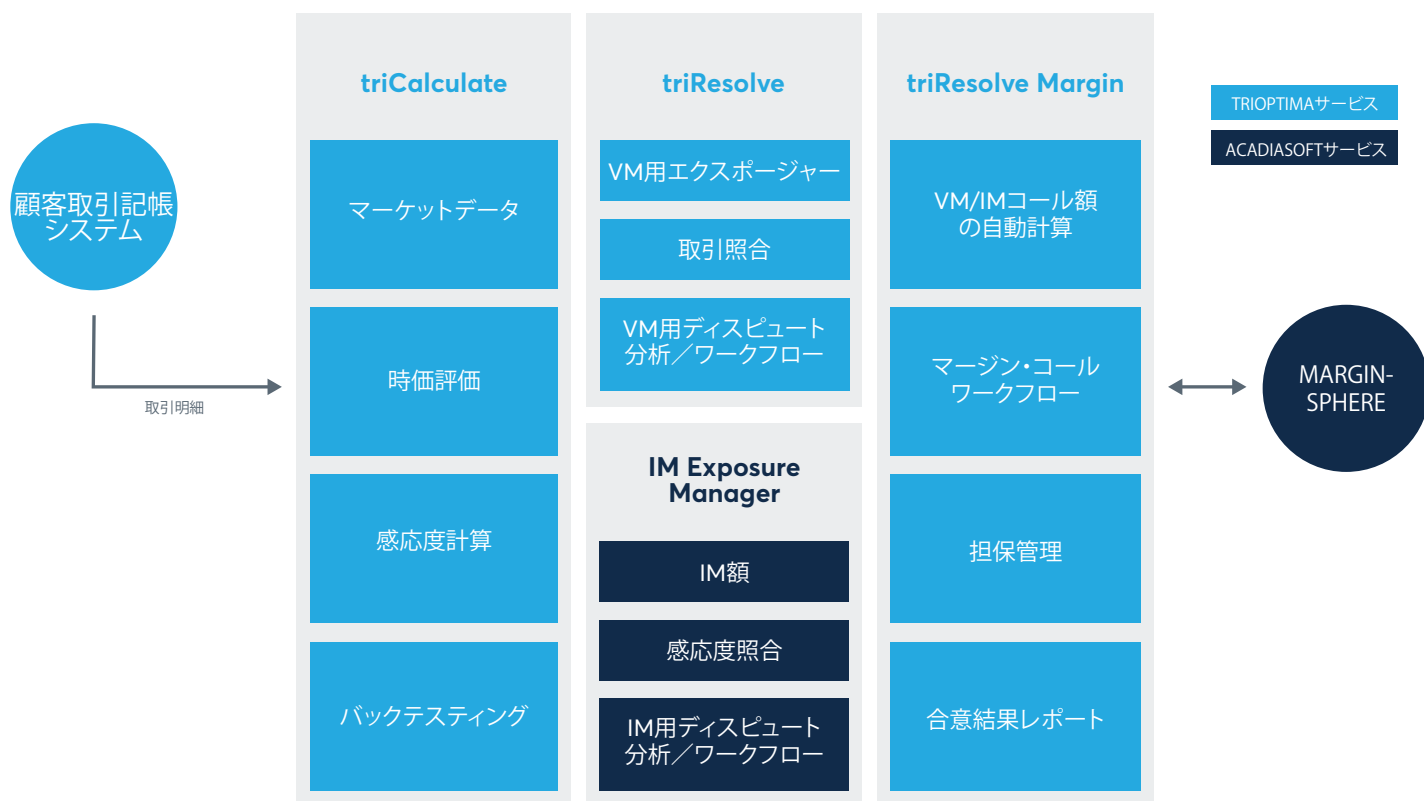 顧客取引記帳
システム
取引明細
triCalculate
マーケットデータ
時価評価
感応度計算
バックテスティング
triResolve
VM用エクスポージャー
取引照合
VM用ディスピュート
分析／ワークフロー
IM Exposure
Manager
IM額
感応度照合
IM用ディスピュート
分析／ワークフロー
triResolve Margin
VM/IMコール額
の自動計算
マージン・コール
ワークフロー
担保管理
合意結果レポート
TRIOPTIMAサービス
ACADIASOFTサービス
MARGIN-
SPHERE